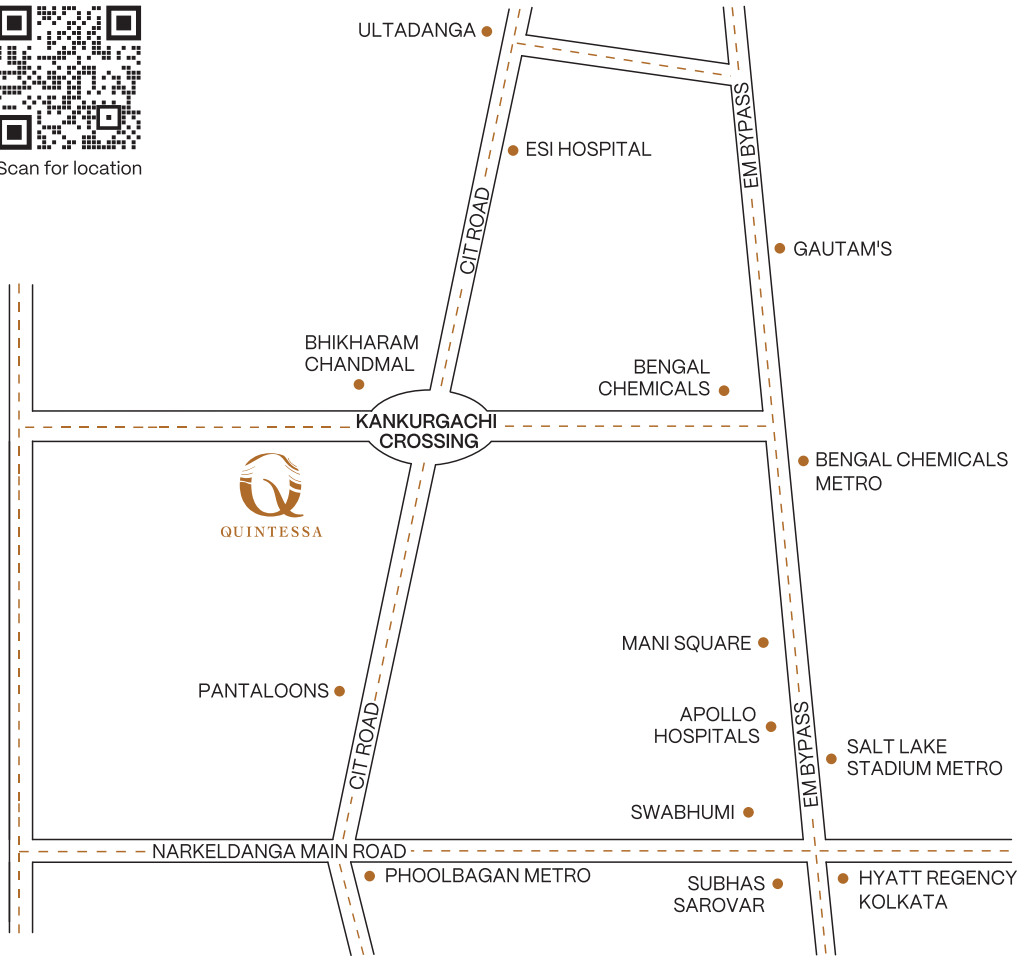 ULTADANGA
EM BYPASS
ESI HOSPITAL
Scan for location
CIT ROAD
GAUTAM'S
BHIKHARAM
CHANDMAL
BENGAL
CHEMICALS
KANKURGACHI
CROSSING
BENGAL CHEMICALS
METRO
QUINTESSA
MANI SQUARE
PANTALOONS
APOLLO
HOSPITALS
CIT ROAD
EM BYPASS
SALT LAKE
STADIUM METRO
SWABHUMI
NARKELDANGA MAIN ROAD
PHOOLBAGAN METRO
SUBHAS
SAROVAR
HYATT REGENCY
KOLKATA